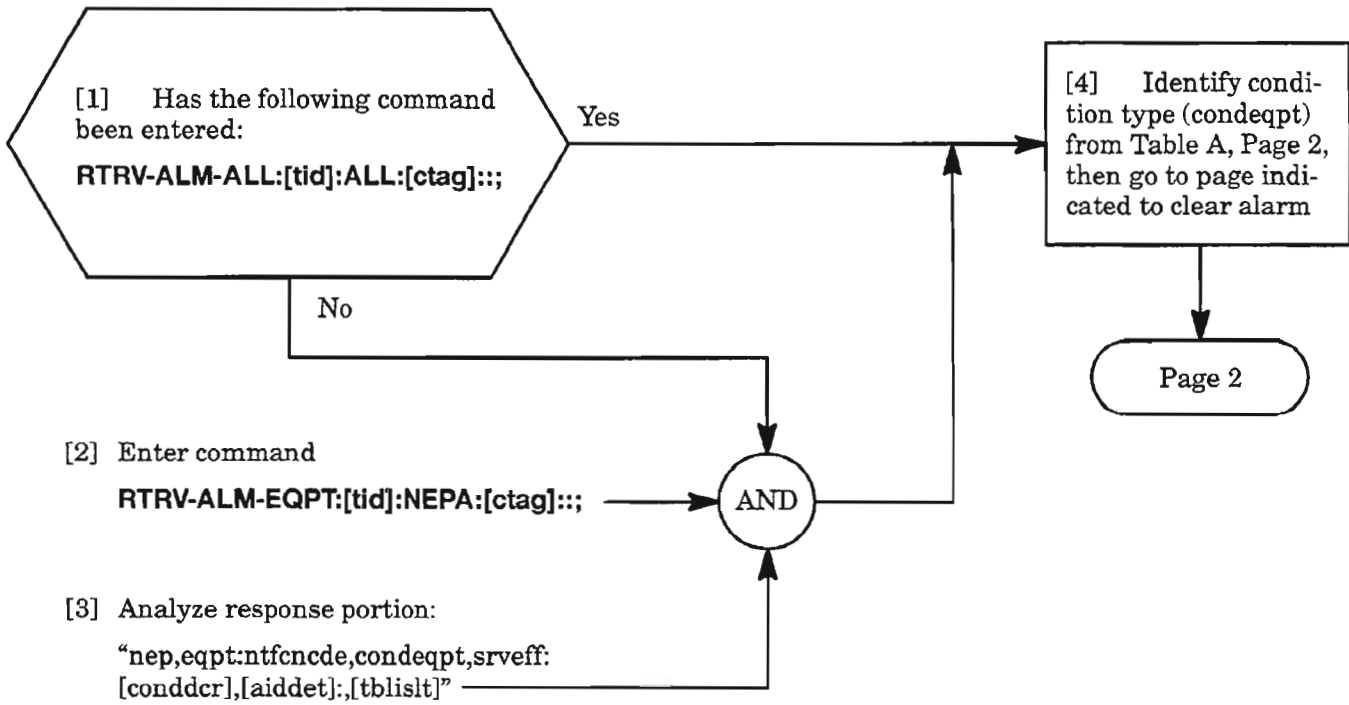 [1] Has the following command
been entered:
RTRV-ALM-ALL:[tid]:ALL:[ctag]::;
Yes
No
[4] Identify condi-
tion type (condeqpt)
from Table A, Page 2,
then go to page indi-
cated to clear alarm
Page 2
[2] Enter command
RTRV-ALM-EQPT:[tid]:NEPA:[ctag]::;
AND
[3] Analyze response portion:
“nep,eqpt:ntfcncde,condeqpt,srveff:
[conddcr],[aiddet]:,[tblislt]”